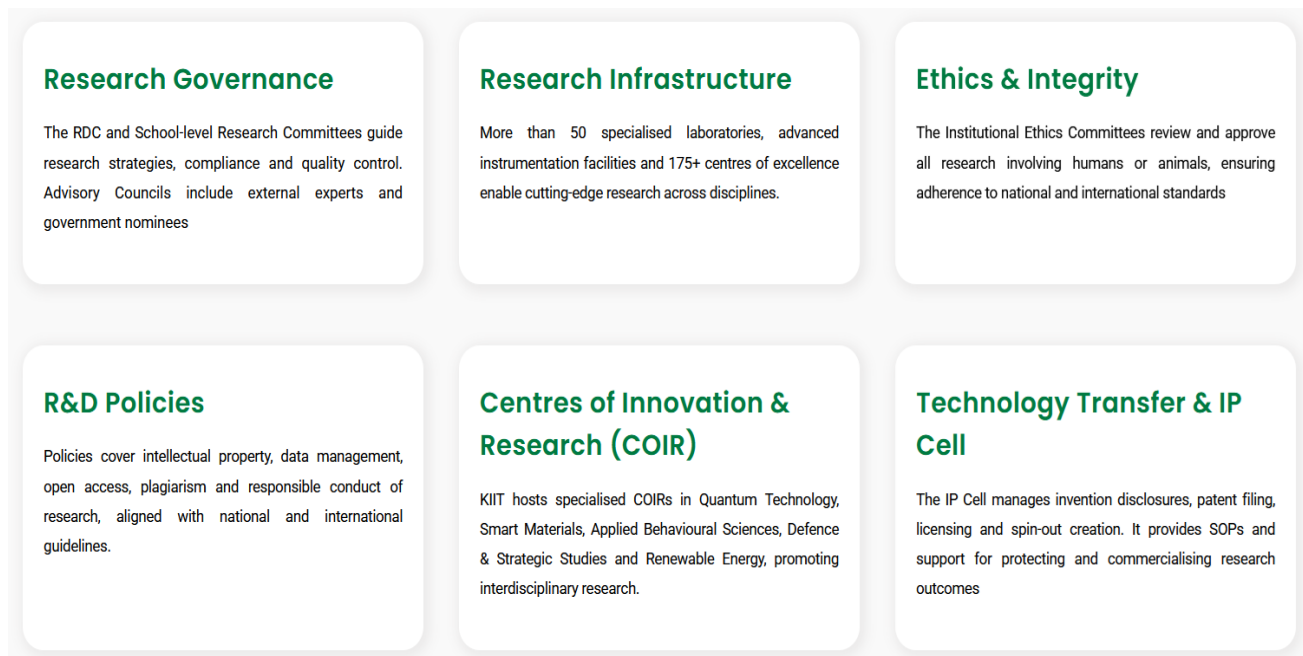 Research Governance
The RDC and School-level Research Committees guide
research strategies, compliance and quality control.
Advisory Councils include external experts and
government nominees
Research Infrastructure
More than 50 specialised laboratories, advanced
instrumentation facilities and 175+ centres of excellence
enable cutting-edge research across disciplines.
Ethics & Integrity
The Institutional Ethics Committees review and approve
all research involving humans or animals, ensuring
adherence to national and international standards
R&D Policies
Policies cover intellectual property, data management,
open access, plagiarism and responsible conduct of
research, aligned with national and international
guidelines.
Centres of Innovation &
Research (COIR)
KIIT hosts specialised COIRs in Quantum Technology,
Smart Materials, Applied Behavioural Sciences, Defence
& Strategic Studies and Renewable Energy, promoting
interdisciplinary research.
Technology Transfer & IP
Cell
The IP Cell manages invention disclosures, patent filing,
licensing and spin-out creation. It provides SOPs and
support for protecting and commercialising research
outcomes